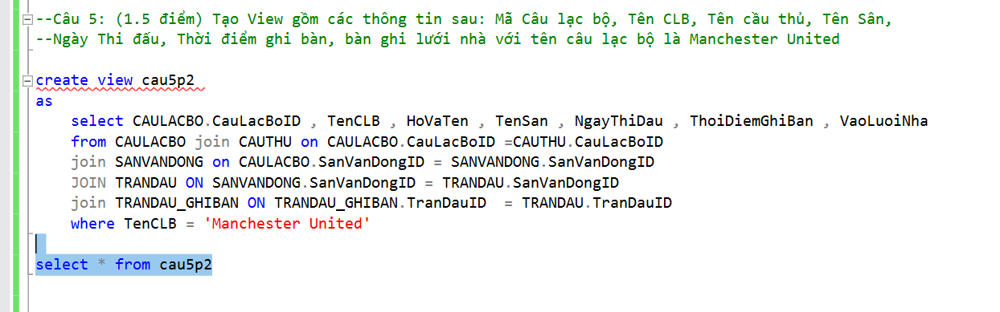 --Câu 5: (1.5 điểm) Tạo View gồm các thông tin sau: Mã Câu lạc bộ, Tên CLB, Tên cầu thủ, Tên Sân,
--Ngày Thi đấu, Thời điểm ghi bàn, bàn ghi lưới nhà với tên câu lạc bộ là Manchester United
create view cau5p2
as
select CAULACBO.CauLacBoID , TenCLB , HoVaTen , TenSan , NgayThiDau , ThoiDiemGhiBan , VaoLuoiNha
from CAULACBO join CAUTHU on CAULACBO.CauLacBoID =CAUTHU.CauLacBoID
join SANVANDONG on CAULACBO.SanVanDongID = SANVANDONG.SanVanDongID
JOIN TRANDAU ON SANVANDONG.SanVanDongID = TRANDAU.SanVanDongID
join TRANDAU_GHIBAN ON TRANDAU_GHIBAN.TranDauID  = TRANDAU.TranDauID
where TenCLB = 'Manchester United'
select * from cau5p2